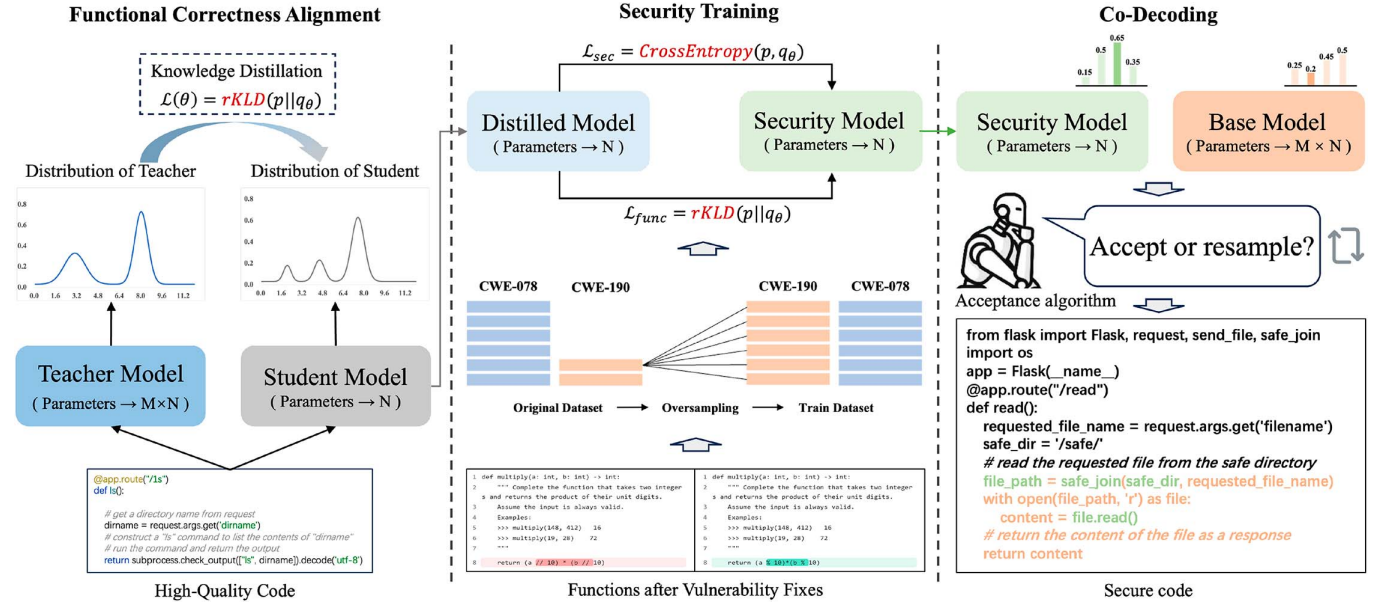 Functional Correctness Alignment
Knowledge Distillation
ℒ(θ) = rKLD(p||qθ)
Distribution of Teacher
Distribution of Student
0.8
0.6
0.4
0.2
0.0
0.0 1.6 3.2 4.8 6.4 8.0 9.6 11.2
0.8
0.6
0.4
0.2
0.0
0.0 1.6 3.2 4.8 6.4 8.0 9.6 11.2
Teacher Model
( Parameters → M×N )
Student Model
( Parameters → N )
@app.route("/1s")
def ls():
# get a directory name from request
dirname = request.args.get('dirname')
# construct a "ls" command to list the contents of "dirname"
# run the command and return the output
return subprocess.check_output(["ls", dirname]).decode('utf-8')
High-Quality Code
Security Training
ℒsec = CrossEntropy(p, qθ)
Distilled Model
( Parameters → N )
Security Model
( Parameters → N )
ℒfunc = rKLD(p||qθ)
CWE-078
CWE-190
CWE-190
CWE-078
Original Dataset → Oversampling → Train Dataset
1 def multiply(a: int, b: int) -> int:
2 """ Complete the function that takes two integer
s and returns the product of their unit digits.
3 Assume the input is always valid.
4 Examples:
5 >>> multiply(148, 412) 16
6 >>> multiply(19, 28) 72
7 """
8 return (a // 10) * (b // 10)
1 def multiply(a: int, b: int) -> int:
2 """ Complete the function that takes two integer
s and returns the product of their unit digits.
3 Assume the input is always valid.
4 Examples:
5 >>> multiply(148, 412) 16
6 >>> multiply(19, 28) 72
7 """
8 return (a % 10)*(b % 10)
Functions after Vulnerability Fixes
Co-Decoding
0.15 0.5 0.65 0.35
0.25 0.2 0.45 0.5
Security Model
( Parameters → N )
Base Model
( Parameters → M × N )
Accept or resample?
Acceptance algorithm
from flask import Flask, request, send_file, safe_join
import os
app = Flask(__name__)
@app.route("/read")
def read():
requested_file_name = request.args.get('filename')
safe_dir = '/safe/'
# read the requested file from the safe directory
file_path = safe_join(safe_dir, requested_file_name)
with open(file_path, 'r') as file:
content = file.read()
# return the content of the file as a response
return content
Secure code